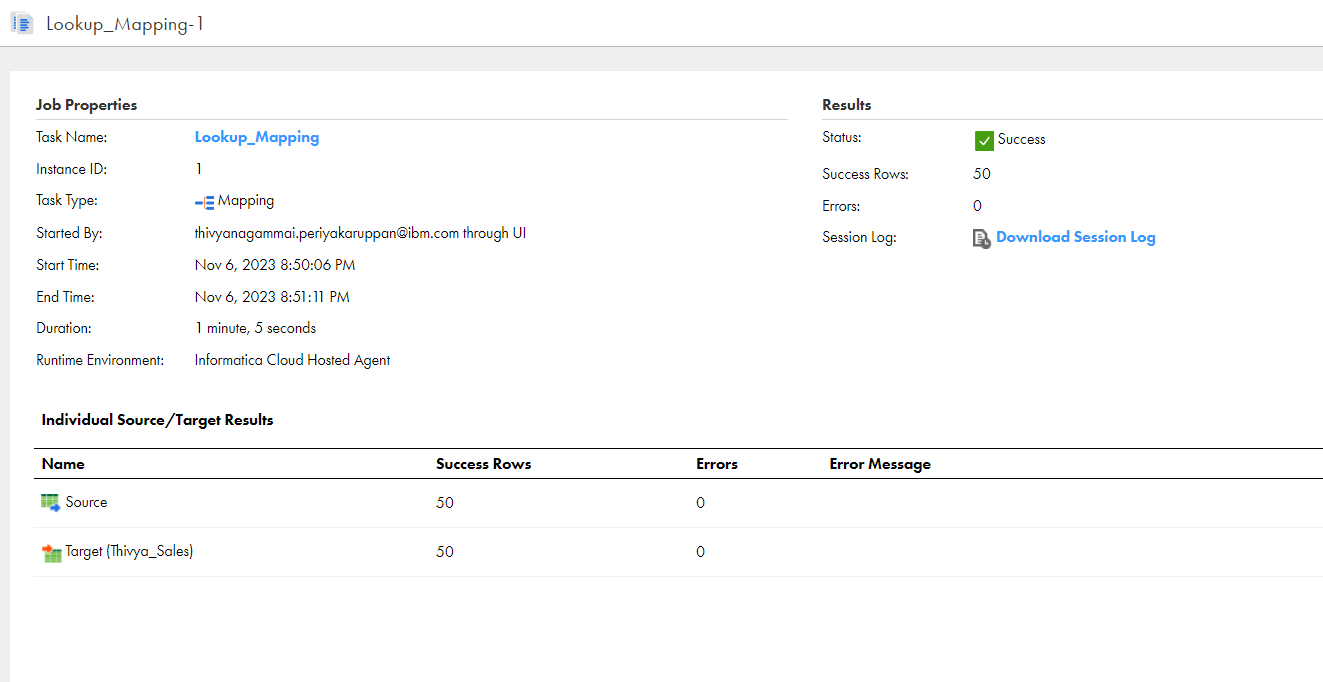 Lookup_Mapping-1
Job Properties
Task Name: Lookup_Mapping
Instance ID: 1
Task Type: Mapping
Started By: thivyanagammai.periyakaruppan@ibm.com through UI
Start Time: Nov 6, 2023 8:50:06 PM
End Time: Nov 6, 2023 8:51:11 PM
Duration: 1 minute, 5 seconds
Runtime Environment: Informatica Cloud Hosted Agent
Results
Status: Success
Success Rows: 50
Errors: 0
Session Log: Download Session Log
Individual Source/Target Results
Name Success Rows Errors Error Message
Source 50 0
Target (Thivya_Sales) 50 0